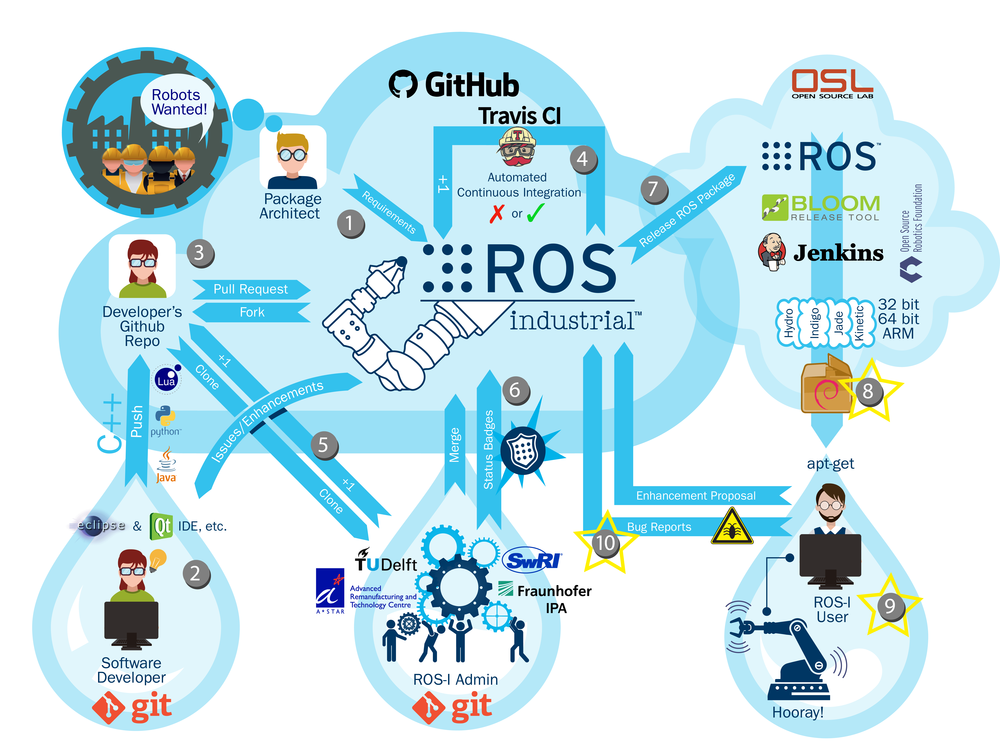 Robots
Wanted!
Package
Architect
GitHub
Travis CI
T
Automated
Continuous Integration
✗ or ✓
+1
4
Requirements
1
7
Release ROS Package
OSL
OPEN SOURCE LAB
ROS™
BLOOM
RELEASE TOOL
Jenkins
Open Source
Robotics Foundation
Hydro
Indigo
Jade
Kinetic
32 bit
64 bit
ARM
8
apt-get
3
Developer's
Github
Repo
Pull Request
Fork
ROS
industrial™
C++
Push
Lua
python
Java
+1
Clone
Issues/Enhancements
5
+1
Clone
Merge
Status Badges
6
Enhancement Proposal
Bug Reports
10
eclipse & Qt IDE, etc.
2
Software
Developer
git
TUDelft
SwRI
a
A★STAR
Advanced
Remanufacturing and
Technology Centre
Fraunhofer
IPA
ROS-I Admin
git
ROS-I
User
9
Hooray!